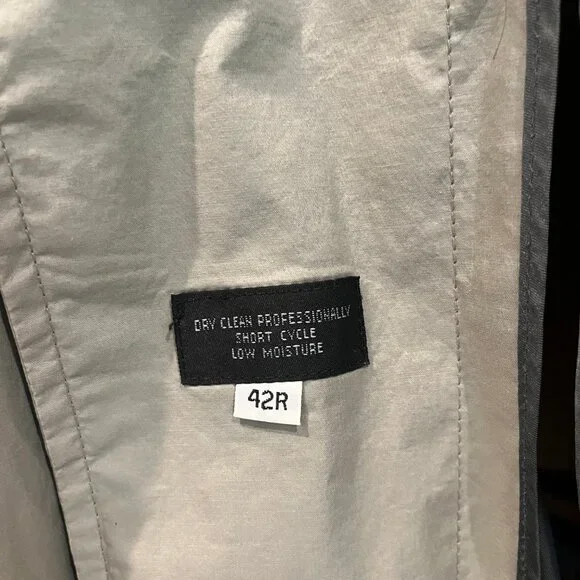 DRY CLEAN PROFESSIONALLY
SHORT CYCLE
LOW MOISTURE
42R